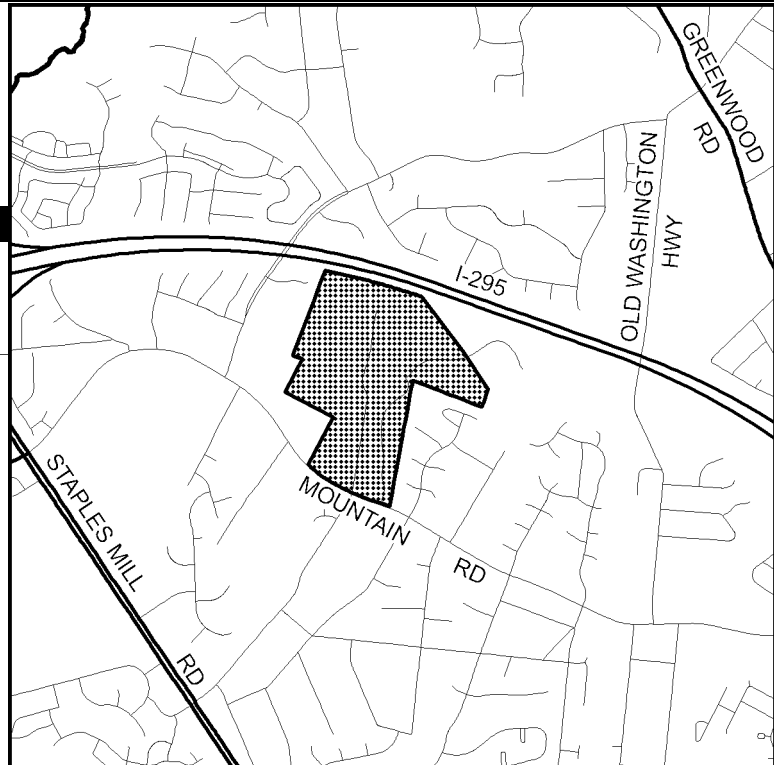 GREENWOOD
RD
OLD WASHINGTON
HWY
I-295
MOUNTAIN
RD
STAPLES MILL
RD